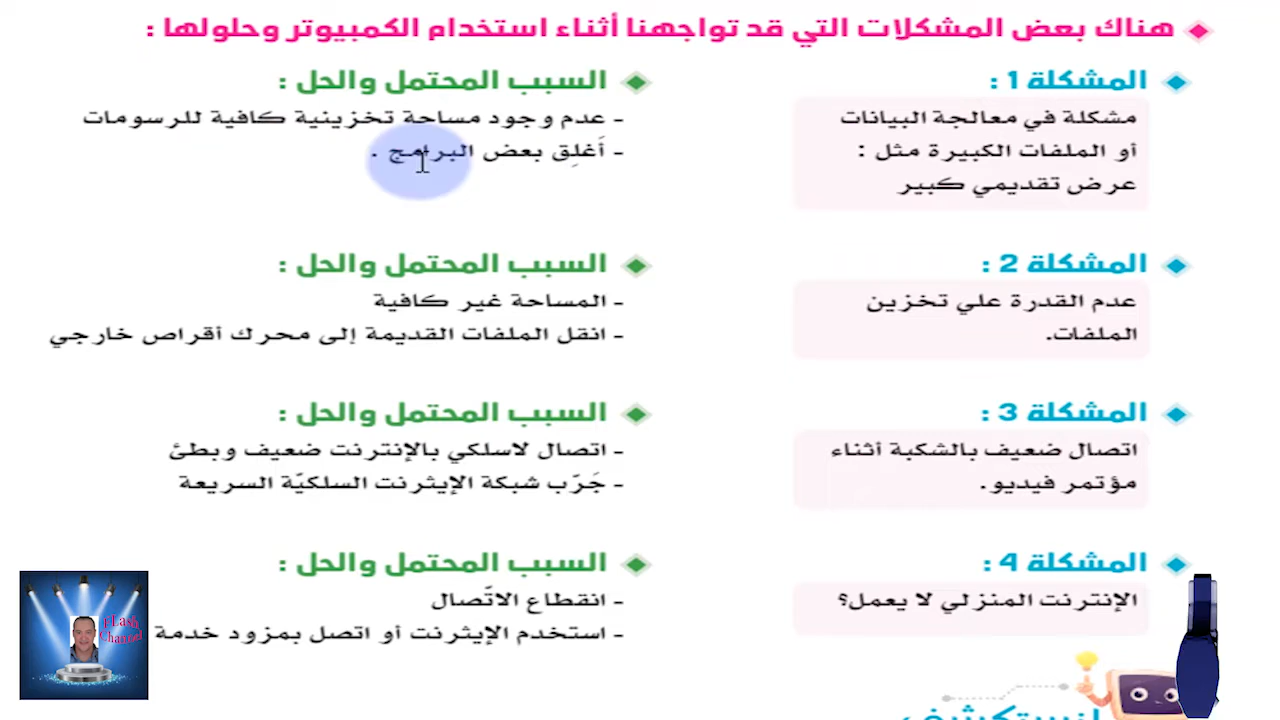 هناك بعض المشكلات التي قد تواجهنا أثناء استخدام الكمبيوتر وحلولها :
المشكلة 1 :
مشكلة في معالجة البيانات
أو الملفات الكبيرة مثل :
عرض تقديمي كبير
السبب المحتمل والحل :
- عدم وجود مساحة تخزينية كافية للرسومات
- أَغلِق بعض البرامج .
المشكلة 2 :
عدم القدرة علي تخزين
الملفات.
السبب المحتمل والحل :
- المساحة غير كافية
- انقل الملفات القديمة إلى محرك أقراص خارجي
المشكلة 3 :
اتصال ضعيف بالشكبة أثناء
مؤتمر فيديو.
السبب المحتمل والحل :
- اتصال لاسلكي بالإنترنت ضعيف وبطئ
- جَرّب شبكة الإيثرنت السلكيّة السريعة
المشكلة 4 :
الإنترنت المنزلي لا يعمل؟
السبب المحتمل والحل :
- انقطاع الاتّصال
- استخدم الإيثرنت أو اتصل بمزود خدمة
fLash
Channel